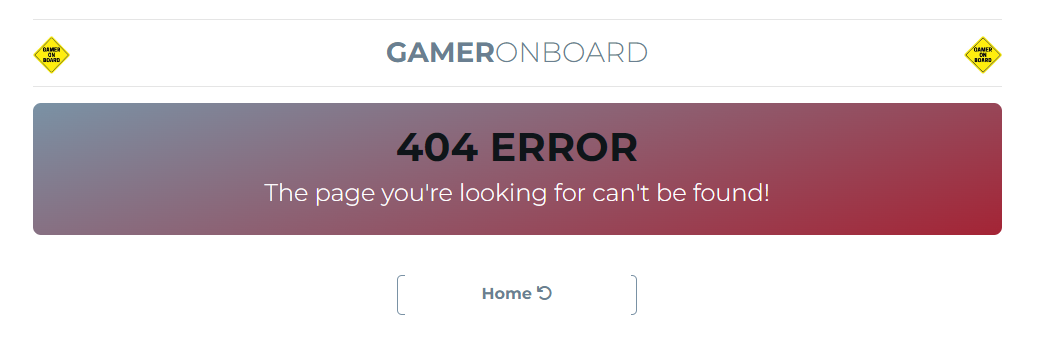 GAMER
ON
BOARD
GAMERONBOARD
GAMER
ON
BOARD
404 ERROR
The page you're looking for can't be found!
Home